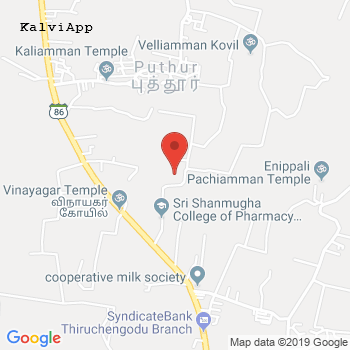 KalviApp
Velliamman Kovil
Kaliamman Temple
Puthur
புத்தூர்
86
Enippali
Pachiamman Temple
Vinayagar Temple
விநாயகர்
கோயில்
Sri Shanmugha
College of Pharmacy...
cooperative milk society
SyndicateBank
Thiruchengodu Branch
Google
Map data ©2019 Google